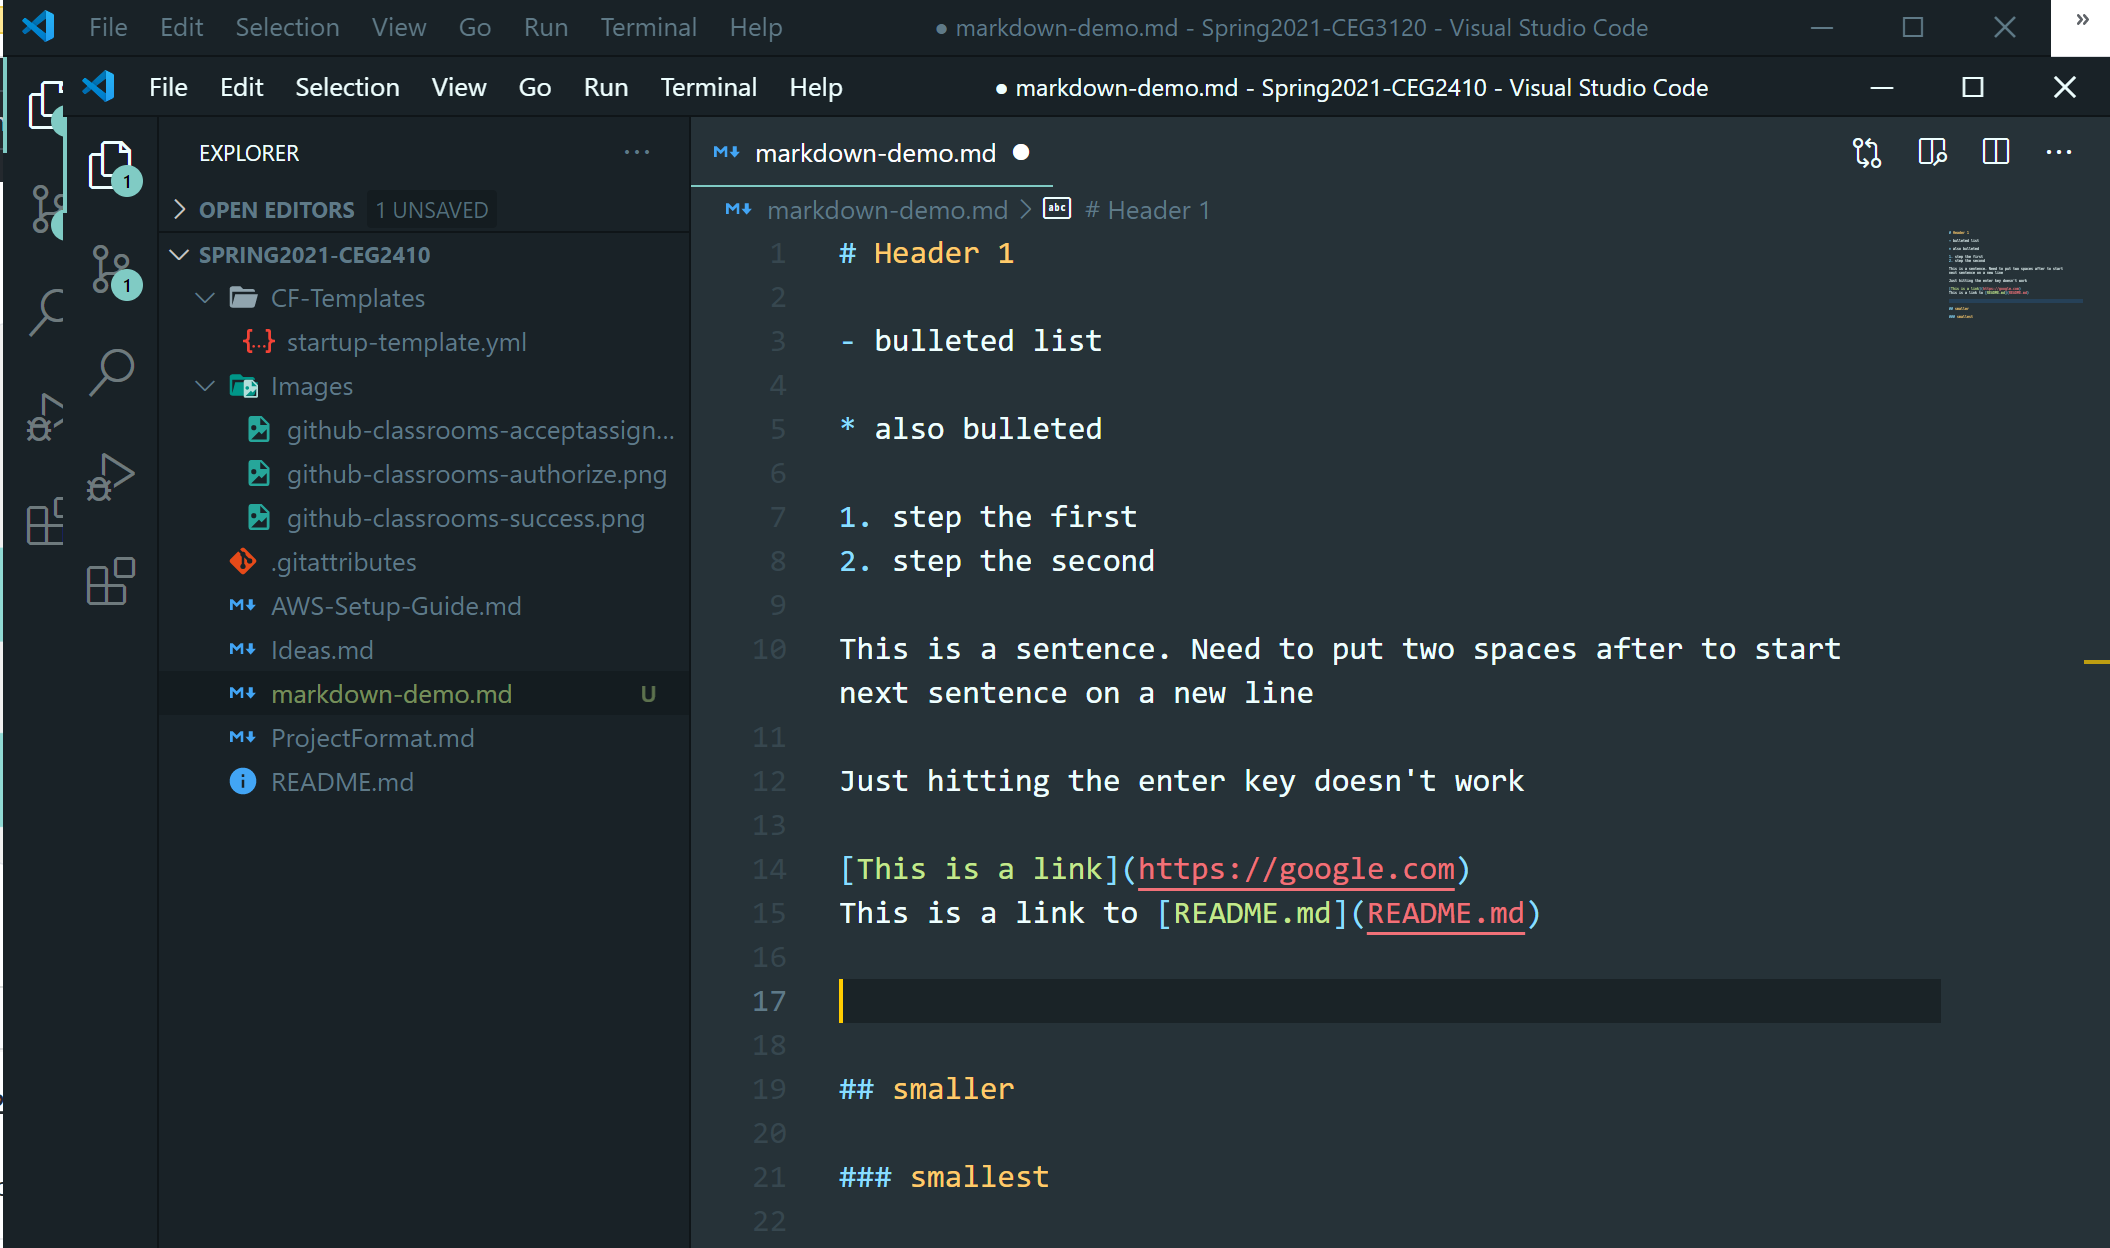 File Edit Selection View Go Run Terminal Help ● markdown-demo.md - Spring2021-CEG3120 - Visual Studio Code
File Edit Selection View Go Run Terminal Help ● markdown-demo.md - Spring2021-CEG2410 - Visual Studio Code
EXPLORER
OPEN EDITORS 1 UNSAVED
SPRING2021-CEG2410
CF-Templates
startup-template.yml
Images
github-classrooms-acceptassign...
github-classrooms-authorize.png
github-classrooms-success.png
.gitattributes
AWS-Setup-Guide.md
Ideas.md
markdown-demo.md U
ProjectFormat.md
README.md
1
1
markdown-demo.md ●
markdown-demo.md > abc # Header 1
1 # Header 1
2
3 - bulleted list
4
5 * also bulleted
6
7 1. step the first
8 2. step the second
9
10 This is a sentence. Need to put two spaces after to start
next sentence on a new line
11
12 Just hitting the enter key doesn't work
13
14 [This is a link](https://google.com)
15 This is a link to [README.md](README.md)
16
17
18
19 ## smaller
20
21 ### smallest
22